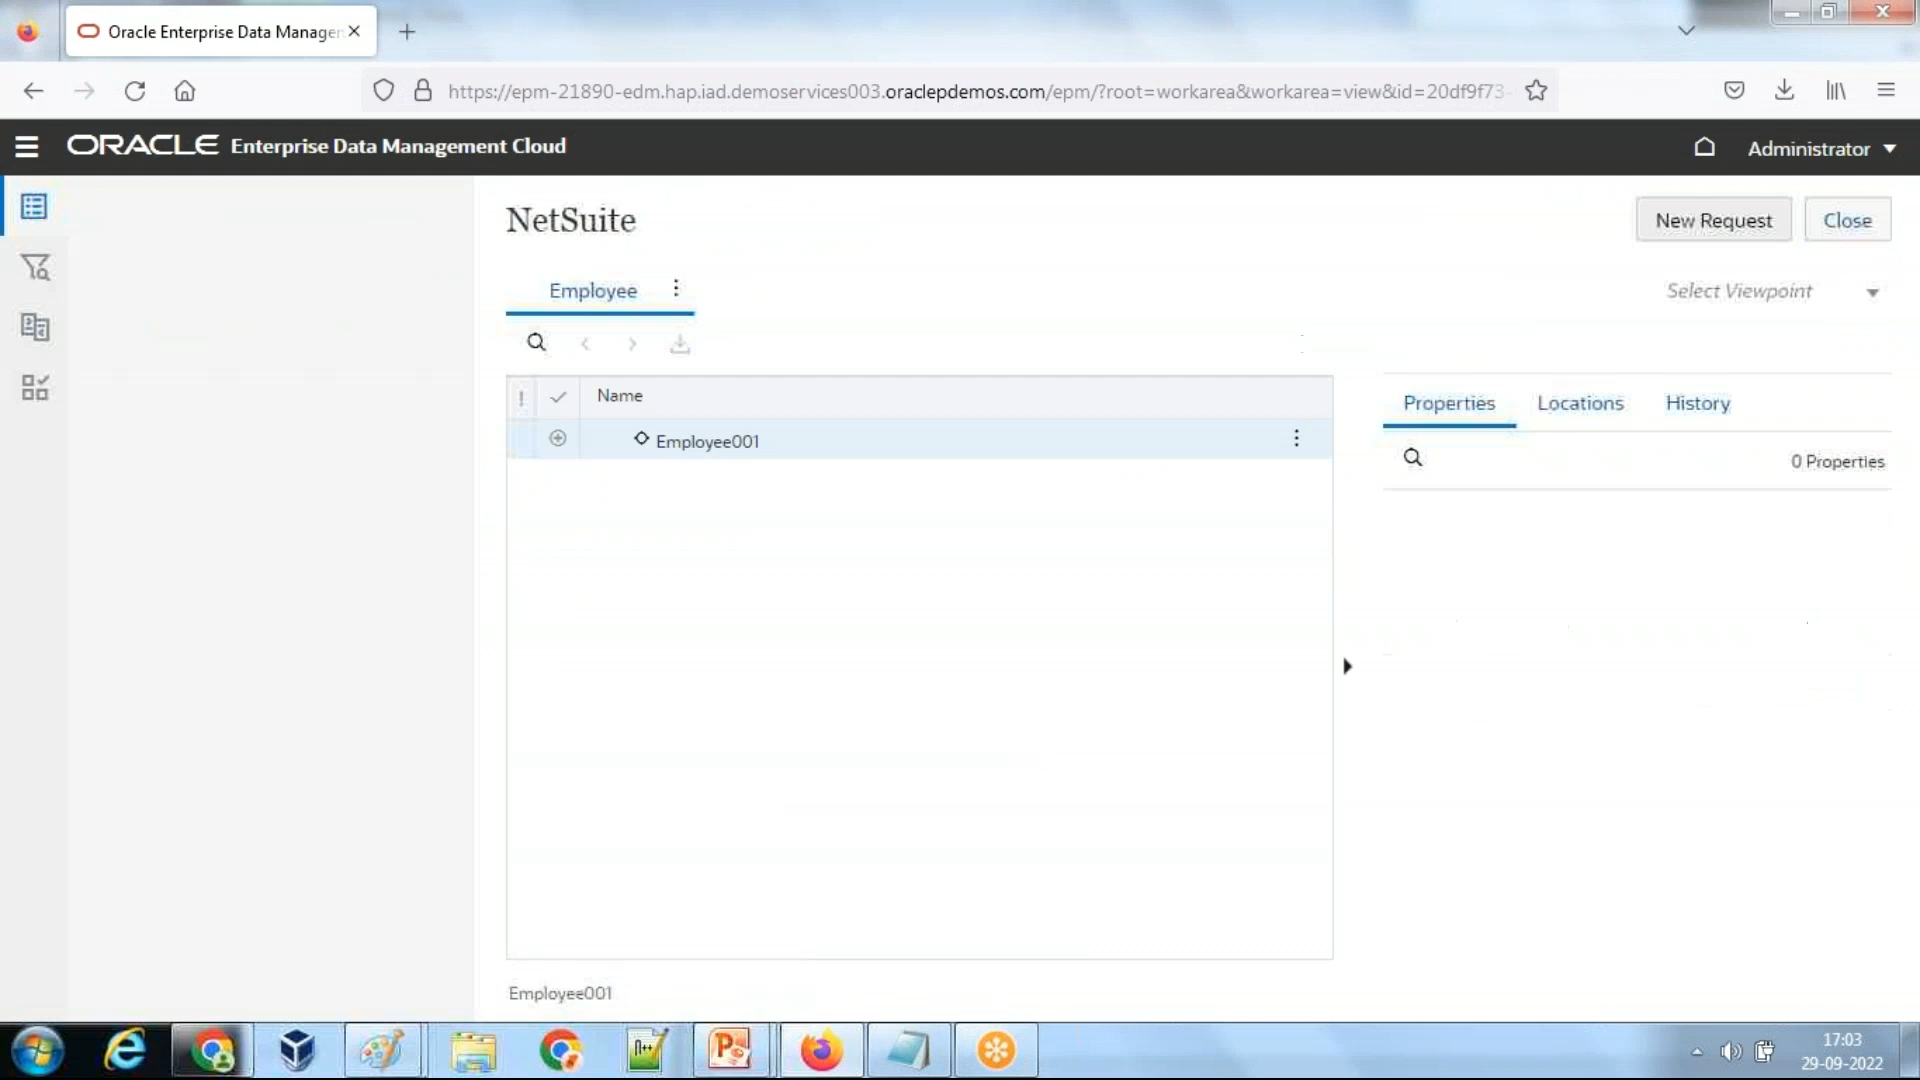 Oracle Enterprise Data Manager
https://epm-21890-edm.hap.iad.demoservices003.oraclepdemos.com/epm/?root=workarea&workarea=view&id=20df9f73-
ORACLE Enterprise Data Management Cloud
Administrator
NetSuite
New Request
Close
Employee
Select Viewpoint
! Name
Properties
Locations
History
Employee001
0 Properties
Employee001
17:03
29-09-2022